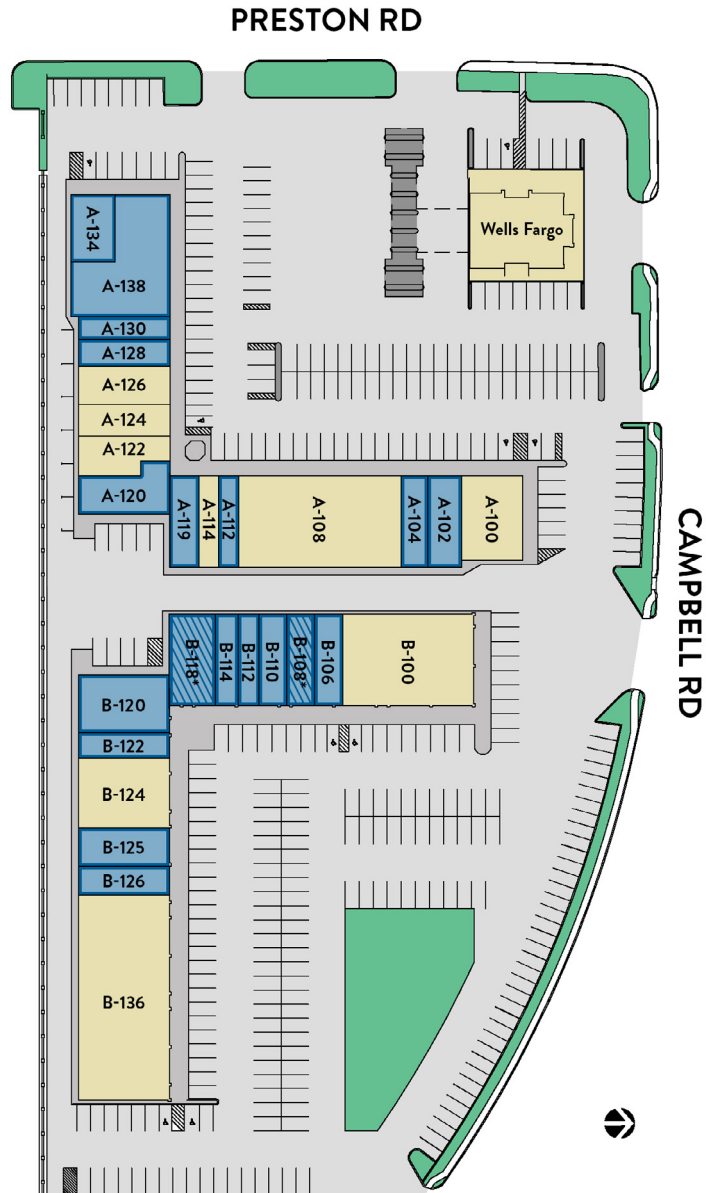 PRESTON RD
Wells Fargo
A-134
A-138
A-130
A-128
A-126
A-124
A-122
A-120
A-119
A-114
A-112
A-108
A-104
A-102
A-100
CAMPBELL RD
B-118*
B-114
B-112
B-110
B-108*
B-106
B-100
B-120
B-122
B-124
B-125
B-126
B-136